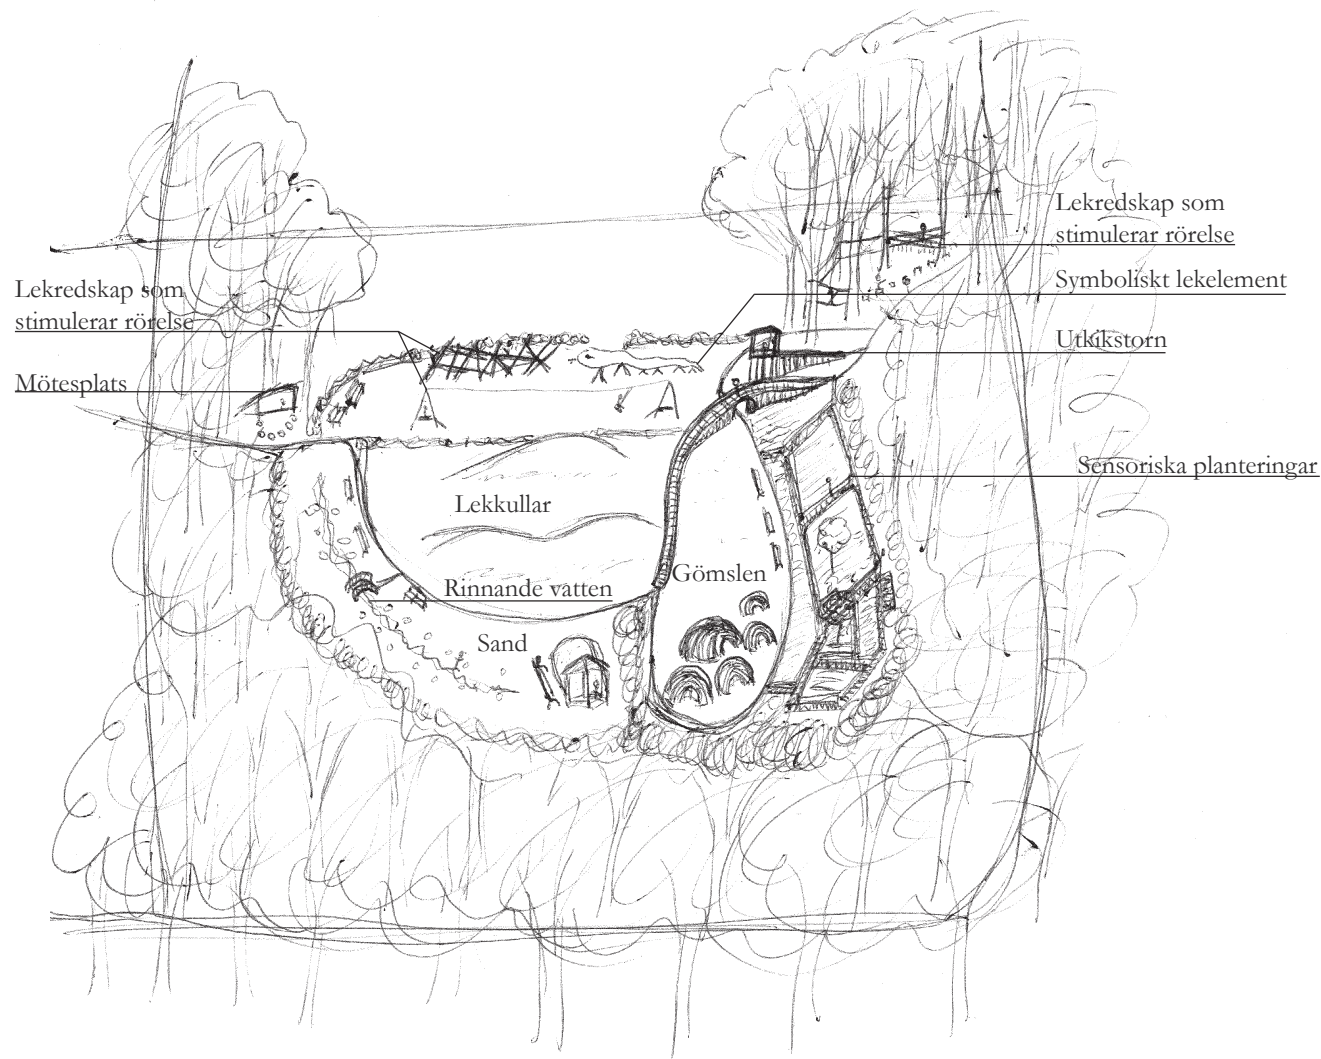 Lekredskap som
stimulerar rörelse
Symboliskt lekelement
Lekredskap som
stimulerar rörelse
Utkikstorn
Mötesplats
Sensoriska planteringar
Lekkullar
Gömslen
Rinnande vatten
Sand